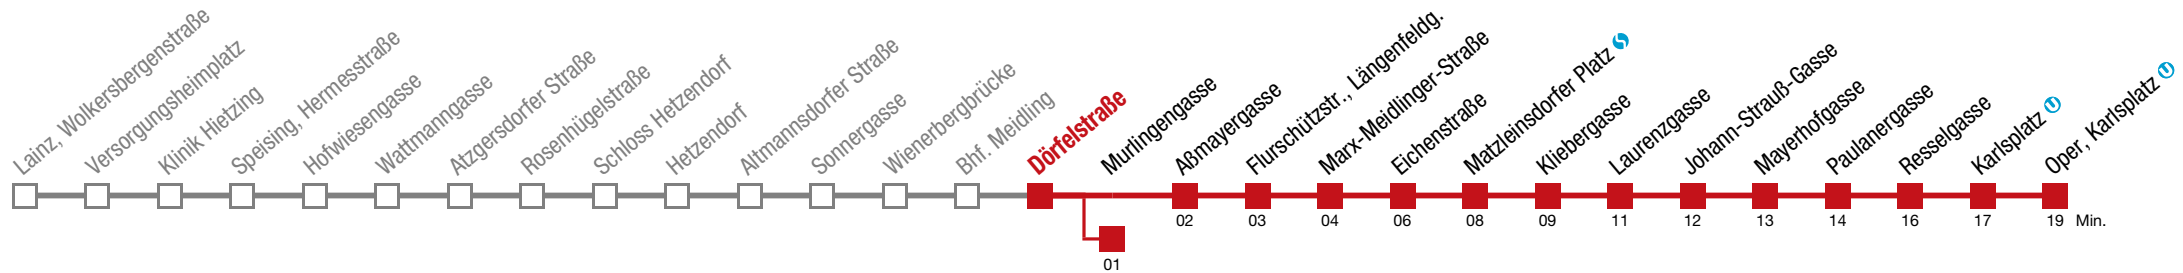 Lainz, Wolkersbergenstraße
Versorgungsheimplatz
Klinik Hietzing
Speising, Hermesstraße
Hofwiesengasse
Wattmanngasse
Atzgersdorfer Straße
Rosenhügelstraße
Schloss Hetzendorf
Hetzendorf
Altmannsdorfer Straße
Sonnergasse
Wienerbergbrücke
Bhf. Meidling
Dörfelstraße
Murlingengasse
Aßmayergasse
Flurschützstr., Längenfeldg.
Marx-Meidlinger-Straße
Eichenstraße
Matzleinsdorfer Platz S
Kliebergasse
Laurenzgasse
Johann-Strauß-Gasse
Mayerhofgasse
Paulanergasse
Resselgasse
Karlsplatz U
Oper, Karlsplatz U
02 03 04 06 08 09 11 12 13 14 16 17 19 Min.
01